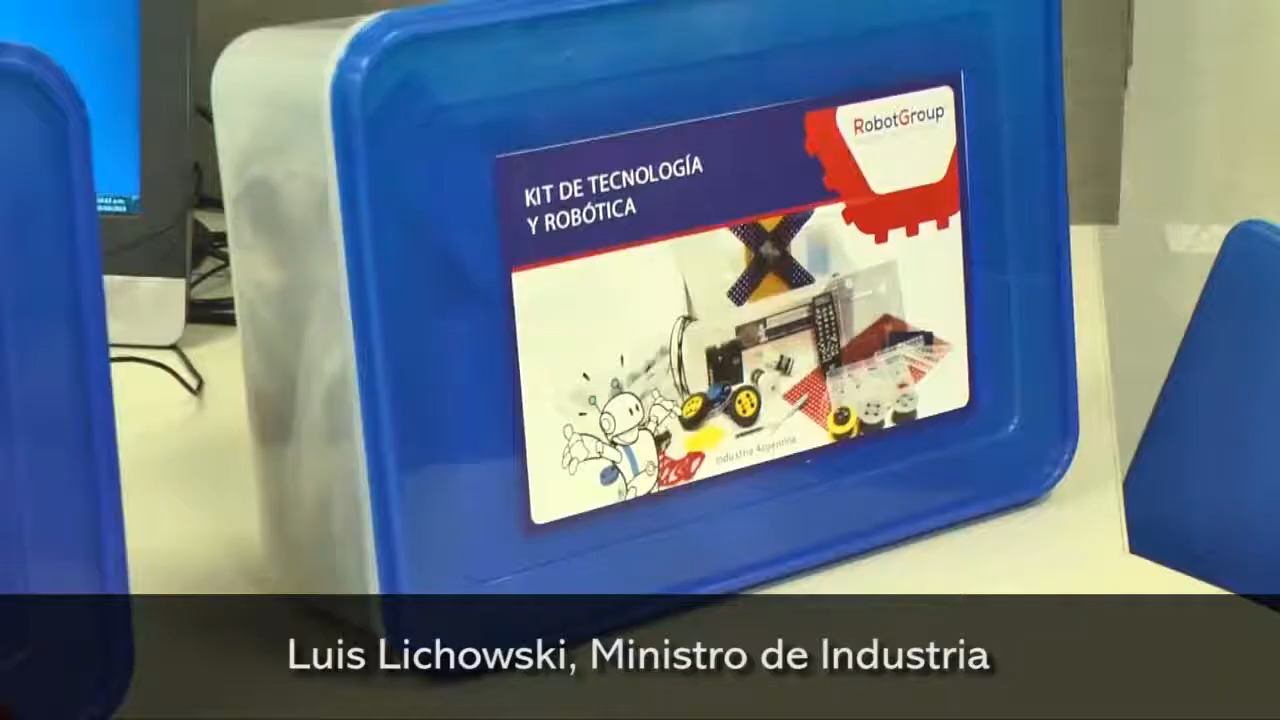 RobotGroup
KIT DE TECNOLOGÍA
Y ROBÓTICA
Industria Argentina
Luis Lichowski, Ministro de Industria